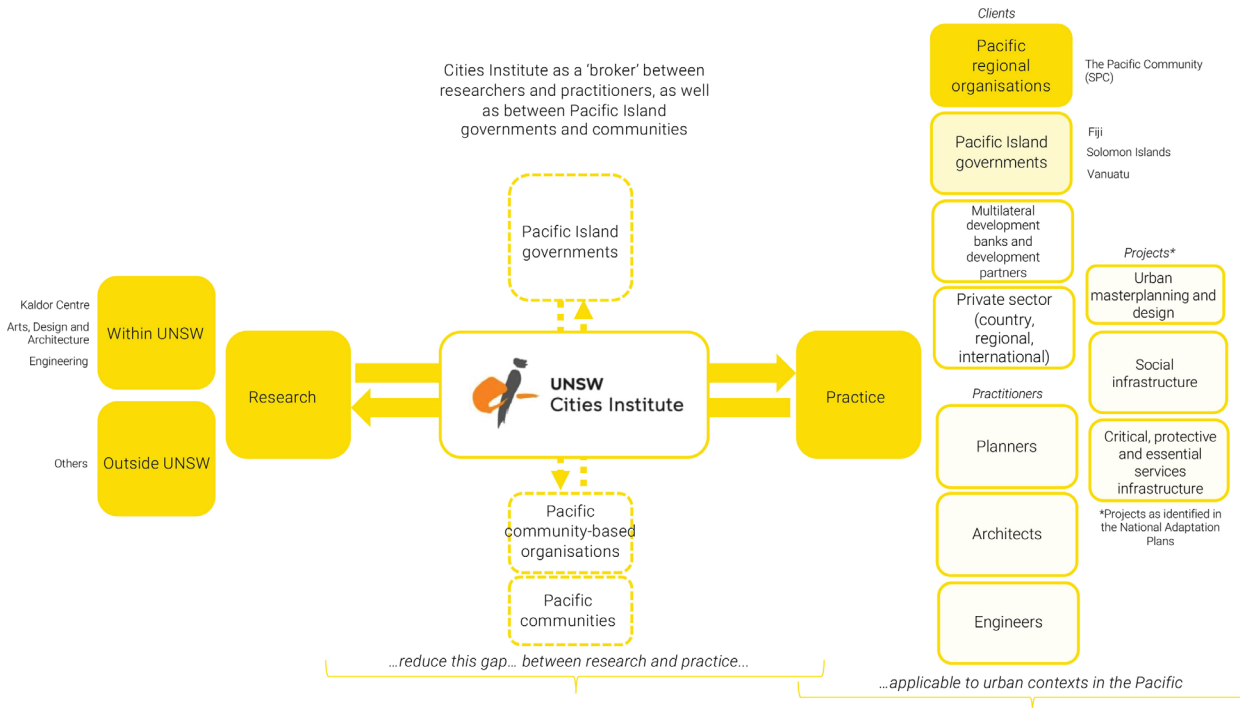 Clients
Pacific
regional
organisations
The Pacific Community
(SPC)
Cities Institute as a ‘broker’ between
researchers and practitioners, as well
as between Pacific Island
governments and communities
Pacific Island
governments
Fiji
Solomon Islands
Vanuatu
Pacific Island
governments
Multilateral
development
banks and
development
partners
Projects*
Urban
masterplanning and
design
Private sector
(country,
regional,
international)
Social
infrastructure
Kaldor Centre
Arts, Design and
Architecture
Engineering
Within UNSW
Research
UNSW
Cities Institute
Practice
Others
Outside UNSW
Practitioners
Planners
Critical, protective
and essential
services
infrastructure
*Projects as identified in
the National Adaptation
Plans
Pacific
community-based
organisations
Architects
Pacific
communities
Engineers
...reduce this gap... between research and practice...
...applicable to urban contexts in the Pacific